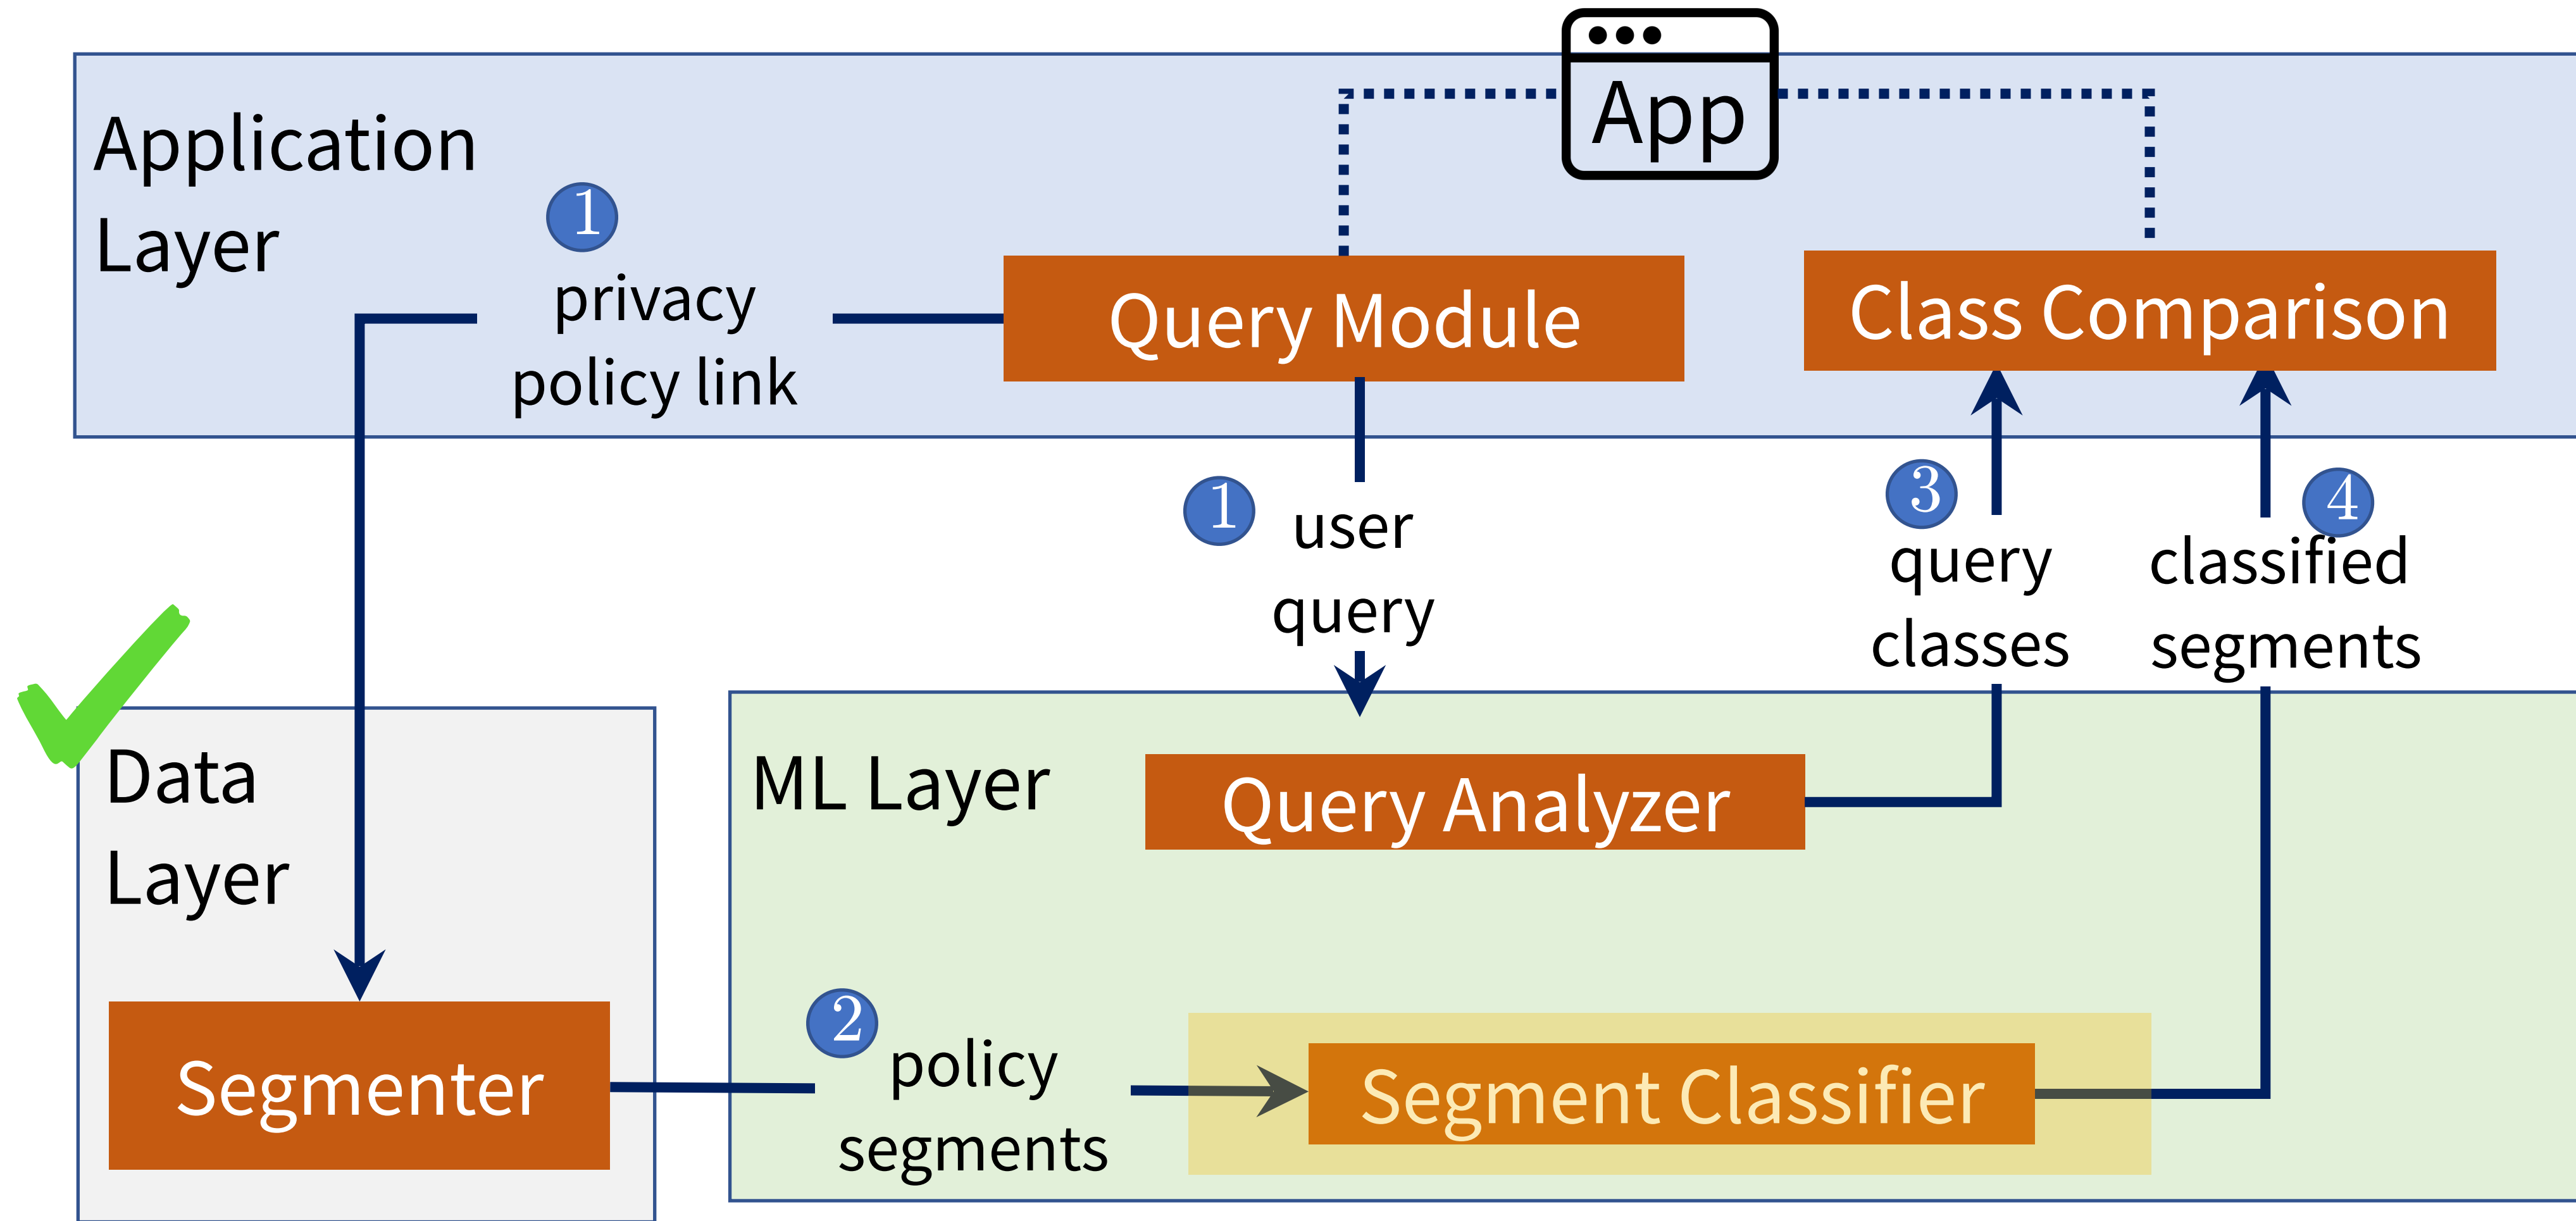 App
Application
Layer
1
privacy
policy link
Query Module
Class Comparison
1
user
query
3
query
classes
4
classified
segments
Data
Layer
ML Layer
Query Analyzer
Segmenter
2
policy
segments
Segment Classifier